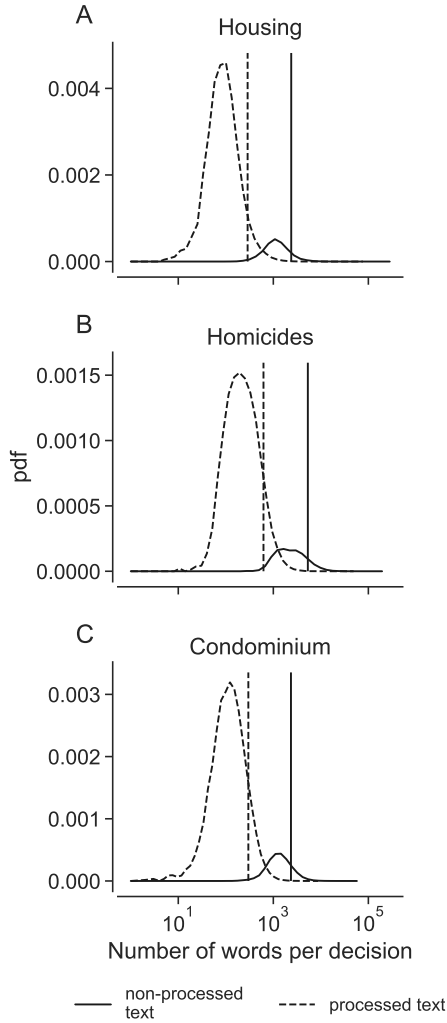 A
Housing
0.004
0.002
0.000
B
Homicides
0.0015
0.0010
0.0005
0.0000
pdf
C
Condominium
0.003
0.002
0.001
0.000
10¹ 10³ 10⁵
Number of words per decision
non-processed
text
processed text